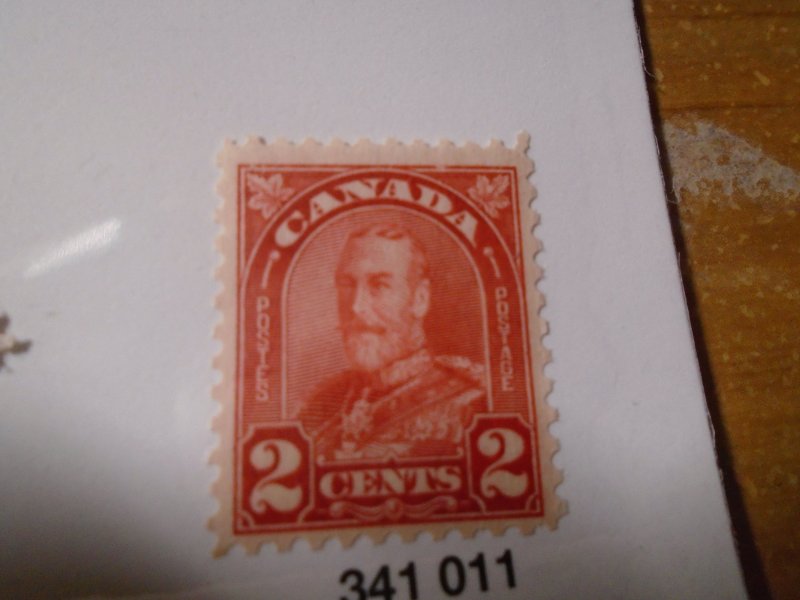 CANADA
POSTES
POSTAGE
2 CENTS 2
341 011